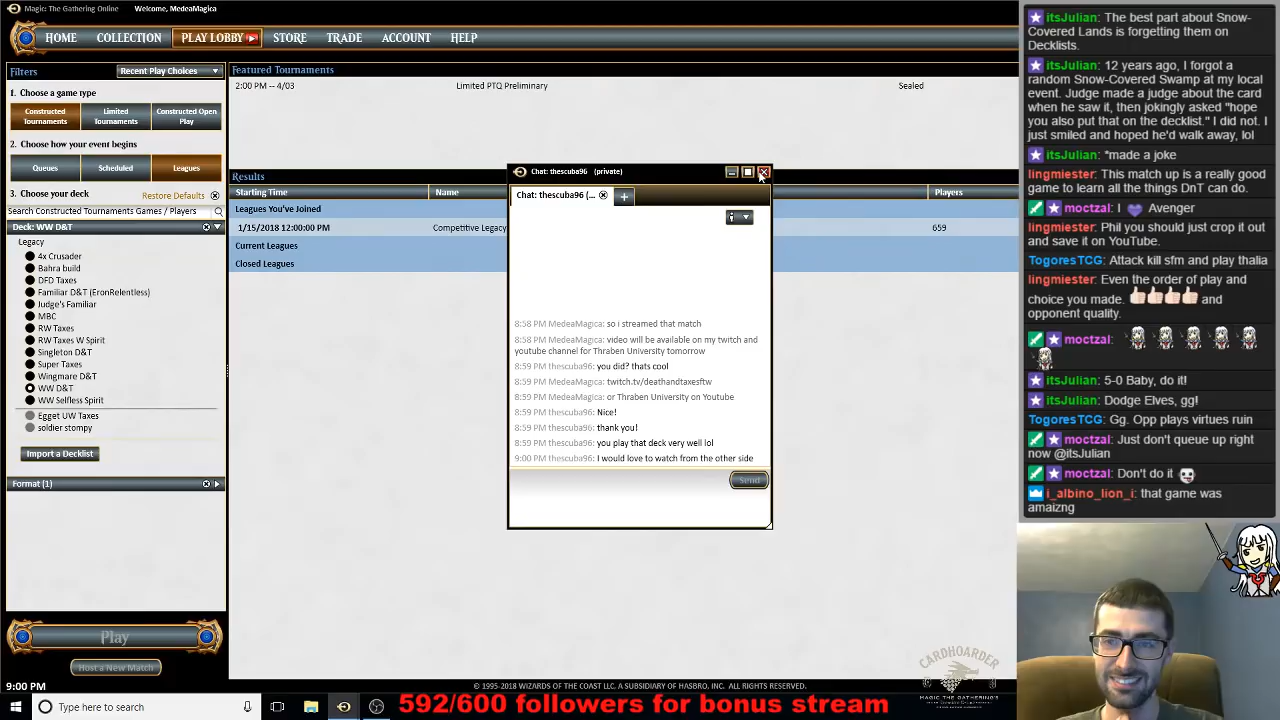 Magic: The Gathering Online Welcome, MedeaMagica
HOME COLLECTION PLAY LOBBY STORE TRADE ACCOUNT HELP
Filters Recent Play Choices
1. Choose a game type
Constructed Tournaments
Limited Tournaments
Constructed Open Play
2. Choose how your event begins
Queues Scheduled Leagues
3. Choose your deck Restore Defaults
Search Constructed Tournaments Games / Players
Deck: WW D&T
Legacy
4x Crusader
Bahra build
DFD Taxes
Familiar D&T (EronRelentless)
Judge's Familiar
MBC
RW Taxes
RW Taxes W Spirit
Singleton D&T
Super Taxes
Wingmare D&T
WW D&T
WW Selfless Spirit
Egget UW Taxes
soldier stompy
Import a Decklist
Format (1)
Play
Host a New Match
9:00 PM
Featured Tournaments
2:00 PM -- 4/03 Limited PTQ Preliminary Sealed
Results
Starting Time Name Players
Leagues You've Joined
1/15/2018 12:00:00 PM Competitive Legacy 659
Current Leagues
Closed Leagues
Chat: thescuba96 (private)
Chat: thescuba96 (...
+
8:58 PM MedeaMagica: so i streamed that match
8:58 PM MedeaMagica: video will be available on my twitch and
youtube channel for Thraben University tomorrow
8:59 PM thescuba96: you did? thats cool
8:59 PM MedeaMagica: twitch.tv/deathandtaxesftw
8:59 PM MedeaMagica: or Thraben University on Youtube
8:59 PM thescuba96: Nice!
8:59 PM thescuba96: thank you!
8:59 PM thescuba96: you play that deck very well lol
9:00 PM thescuba96: I would love to watch from the other side
Send
CARDHOARDER
MAGIC THE GATHERING'S
© 1995-2018 WIZARDS OF THE COAST LLC, A SUBSIDIARY OF HASBRO, INC. ALL RIGHTS RESERVED.
Type here to search
592/600 followers for bonus stream
itsJulian: The best part about Snow-
Covered Lands is forgetting them on
Decklists.
itsJulian: 12 years ago, I forgot a
random Snow-Covered Swamp at my local
event. Judge made a judge about the card
when he saw it, then jokingly asked "hope
you also put that on the decklist." I did not. I
just smiled and hoped he'd walk away, lol
itsJulian: *made a joke
lingmiester: This match up is a really good
game to learn all the things DnT can do.
moctzal: I 💜 Avenger
lingmiester: Phil you should just crop it out
and save it on YouTube.
TogoresTCG: Attack kill sfm and play thalia
lingmiester: Even the order of play and
choice you made. 👍👍👍👍 and
opponent quality.
moctzal:
itsJulian: 5-0 Baby, do it!
itsJulian: Dodge Elves, gg!
TogoresTCG: Gg. Opp plays virtues ruin
moctzal: Just don't queue up right
now @itsJulian
moctzal: Don't do it
i_albino_lion_i: that game was
amaizng